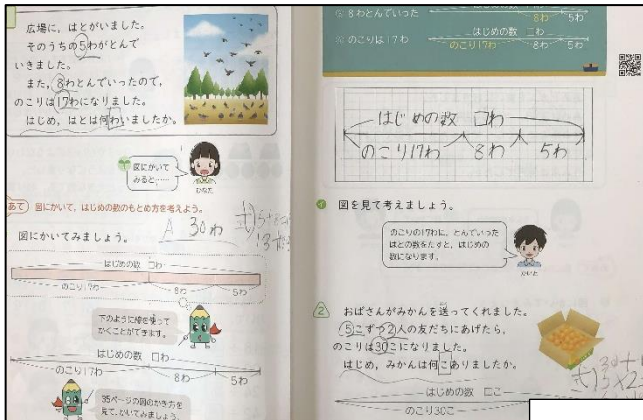 広場に，はとがいました。
そのうちの5わがとんで
いきました。
また，8わとんでいったので，
のこりは17わになりました。
はじめ，はとは何わいましたか。
図にかいて
みると，……
ひなた
あて 図にかいて，はじめの数のもとめ方を考えよう。
A 30わ
図にかいてみましょう。
はじめの数 □わ
のこり17わ 8わ 5わ
下のように線を使って
かくことができます。
はじめの数 □わ
のこり17わ 8わ 5わ
35ページの図のかき方を
見て，かいてみましょう。
8わとんでいった
8わ 5わ
のこりは17わ
はじめの数 □わ
のこり17わ 8わ 5わ
はじめの数 □わ
のこり17わ 8わ 5わ
イ 図を見て考えましょう。
のこりの17わに，とんでいった
はとの数をたすと，はじめの
数になります。
かいと
2 おばさんがみかんを送ってくれました。
5こずつ2人の友だちにあげたら，
のこりは30こになりました。
はじめ，みかんは何こありましたか。
はじめの数 □こ
のこり30こ